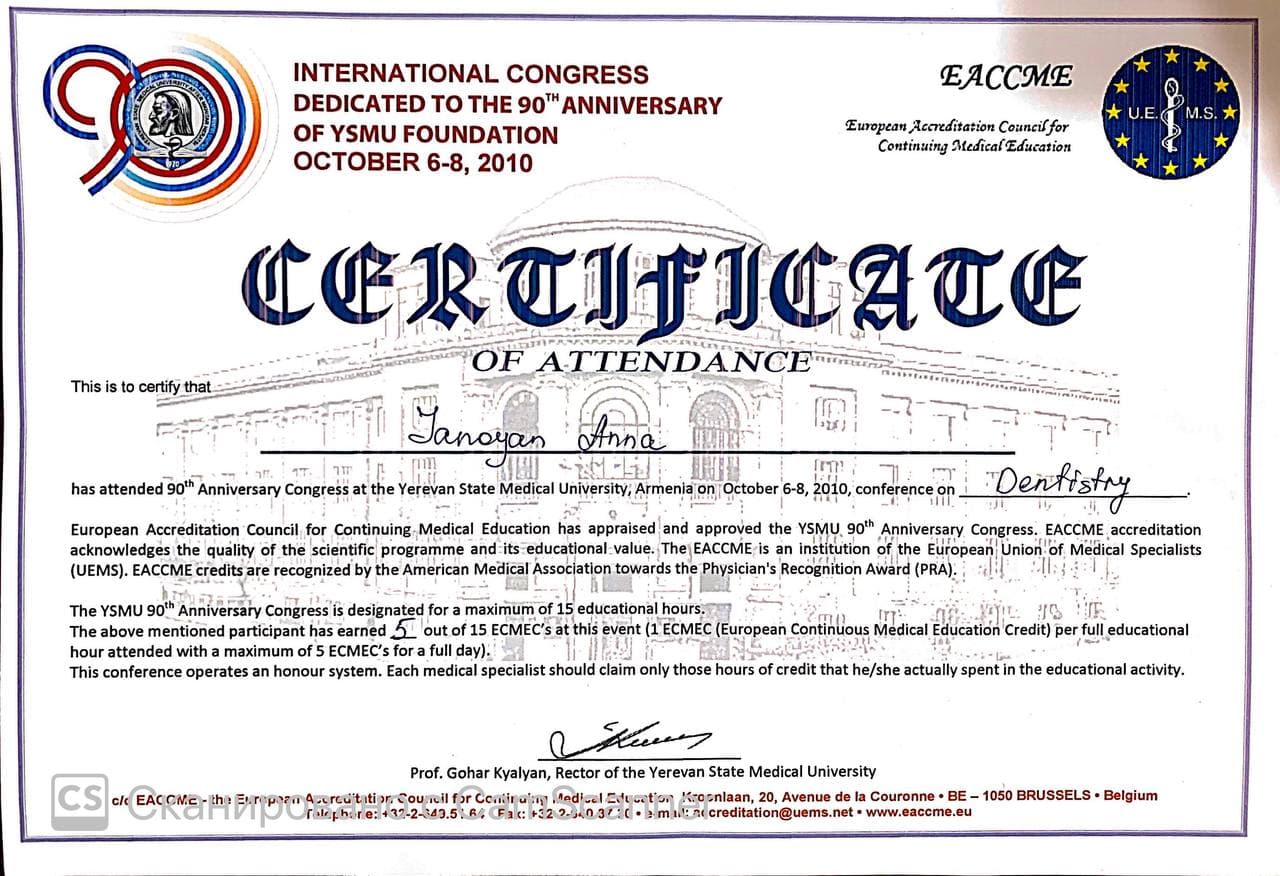 INTERNATIONAL CONGRESS
DEDICATED TO THE 90TH ANNIVERSARY
OF YSMU FOUNDATION
OCTOBER 6-8, 2010
EACCME
European Accreditation Council for
Continuing Medical Education
U.E.M.S.
1920
CERTIFICATE
OF ATTENDANCE
This is to certify that
Janoyan Anna
has attended 90th Anniversary Congress at the Yerevan State Medical University, Armenia on October 6-8, 2010, conference on Dentistry.
European Accreditation Council for Continuing Medical Education has appraised and approved the YSMU 90th Anniversary Congress. EACCME accreditation
acknowledges the quality of the scientific programme and its educational value. The EACCME is an institution of the European Union of Medical Specialists
(UEMS). EACCME credits are recognized by the American Medical Association towards the Physician's Recognition Award (PRA).
The YSMU 90th Anniversary Congress is designated for a maximum of 15 educational hours.
The above mentioned participant has earned 5 out of 15 ECMEC's at this event (1 ECMEC (European Continuous Medical Education Credit) per full educational
hour attended with a maximum of 5 ECMEC's for a full day).
This conference operates an honour system. Each medical specialist should claim only those hours of credit that he/she actually spent in the educational activity.
Prof. Gohar Kyalyan, Rector of the Yerevan State Medical University
c/o EACCME - the European Accreditation Council for Continuing Medical Education, Kroonlaan, 20, Avenue de la Couronne • BE – 1050 BRUSSELS • Belgium
Telephone: +32-2-649.51.64 • Fax: +32-2-640.37.30 • e-mail: accreditation@uems.net • www.eaccme.eu
CS Сканировано с CamScanner